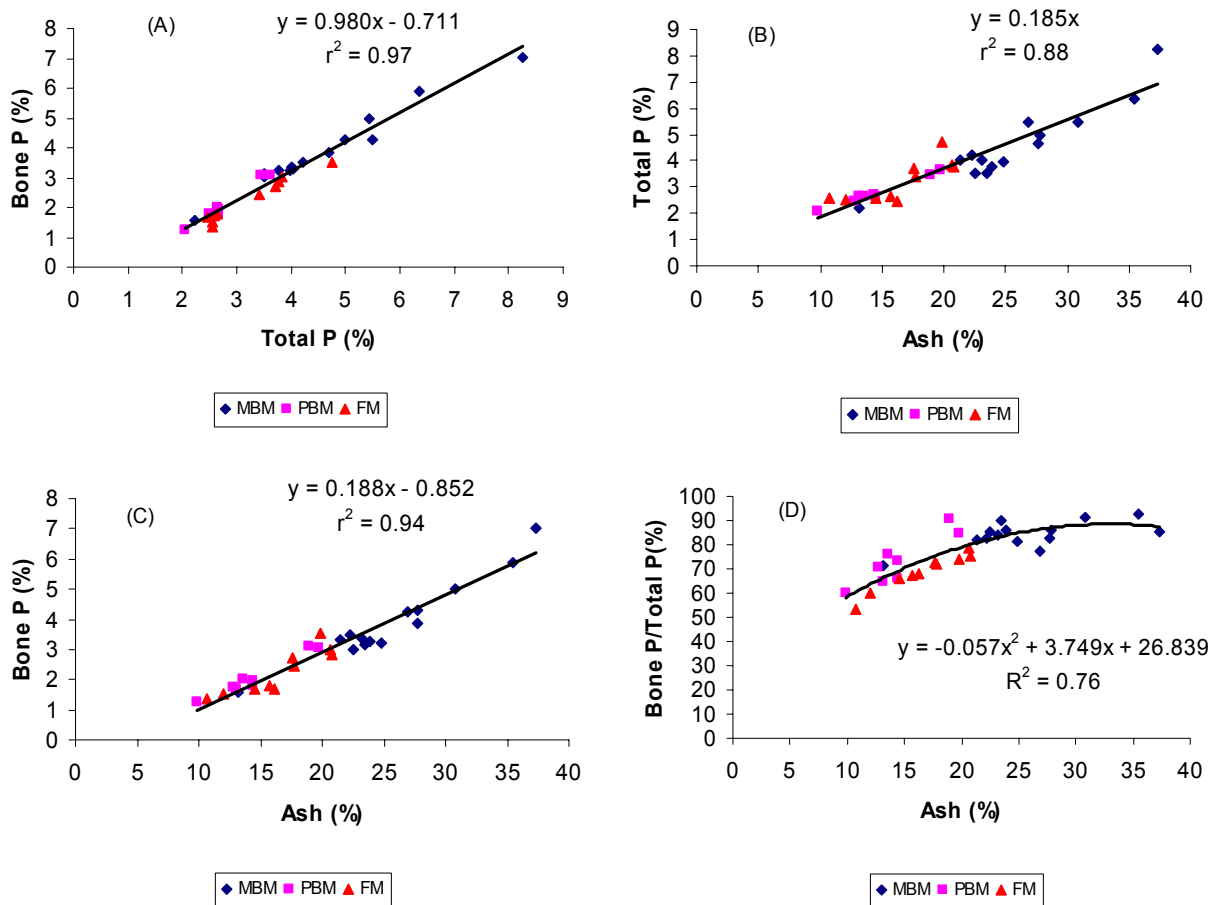 (A)
y = 0.980x - 0.711
r² = 0.97
Bone P (%)
8
7
6
5
4
3
2
1
0
0 1 2 3 4 5 6 7 8 9
Total P (%)
MBM PBM FM
(B)
y = 0.185x
r² = 0.88
Total P (%)
9
8
7
6
5
4
3
2
1
0
0 5 10 15 20 25 30 35 40
Ash (%)
MBM PBM FM
(C)
y = 0.188x - 0.852
r² = 0.94
Bone P (%)
8
7
6
5
4
3
2
1
0
0 5 10 15 20 25 30 35 40
Ash (%)
MBM PBM FM
(D)
Bone P/Total P(%)
100
90
80
70
60
50
40
30
20
10
0
y = -0.057x² + 3.749x + 26.839
R² = 0.76
0 5 10 15 20 25 30 35 40
Ash (%)
MBM PBM FM